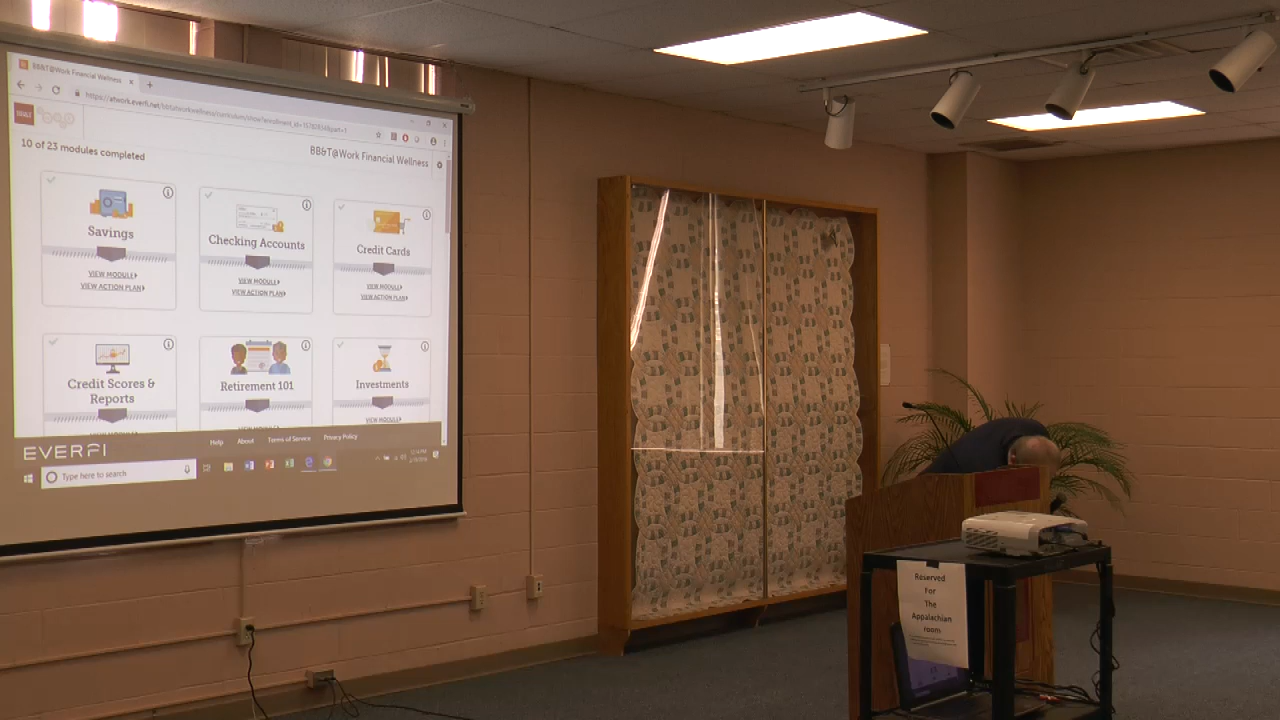 BB&T@Work Financial Wellness
10 of 23 modules completed
BB&T@Work Financial Wellness
Savings
VIEW MODULE
VIEW ACTION PLAN
Checking Accounts
VIEW MODULE
VIEW ACTION PLAN
Credit Cards
VIEW MODULE
VIEW ACTION PLAN
Credit Scores &
Reports
Retirement 101
Investments
VIEW MODULE
EVERFI
Help About Terms of Service Privacy Policy
Type here to search
Reserved
For
The
Appalachian
room